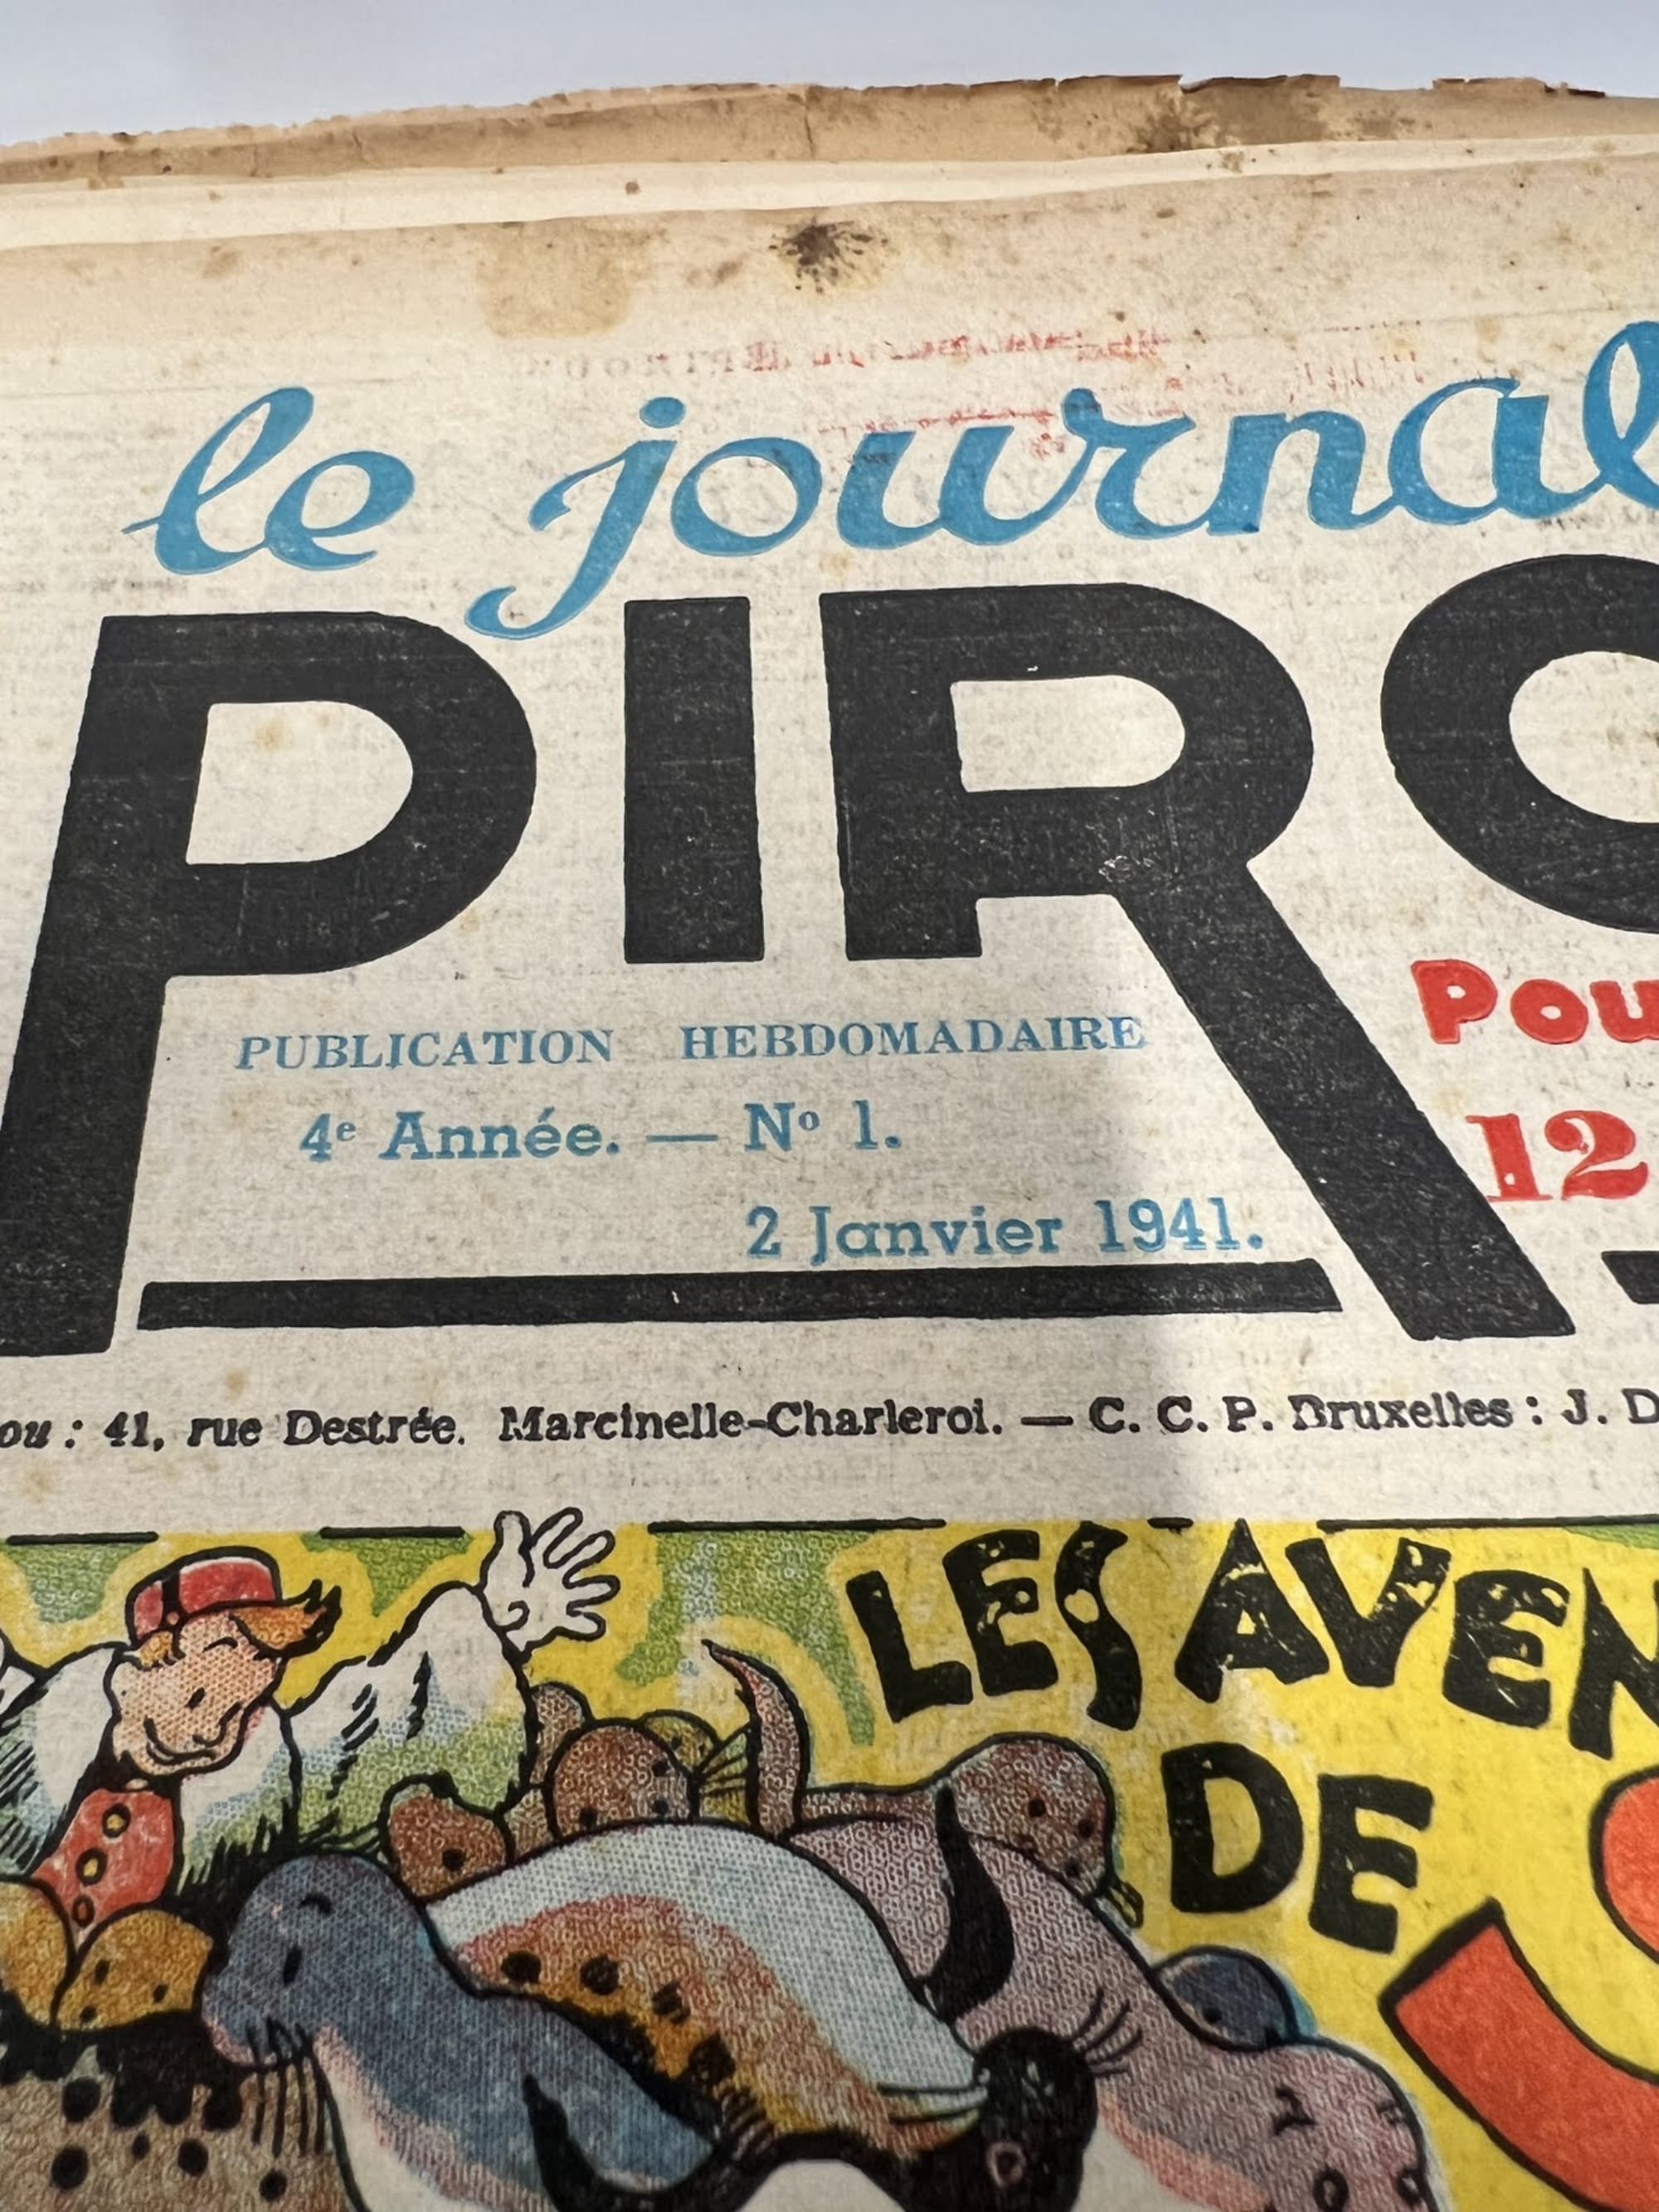 le journal
PIRO
PUBLICATION HEBDOMADAIRE
4e Année. — No 1.
2 Janvier 1941.
Pou
12
ou : 41, rue Destrée. Marcinelle-Charleroi. — C. C. P. Bruxelles : J. D
LES AVEN
DE